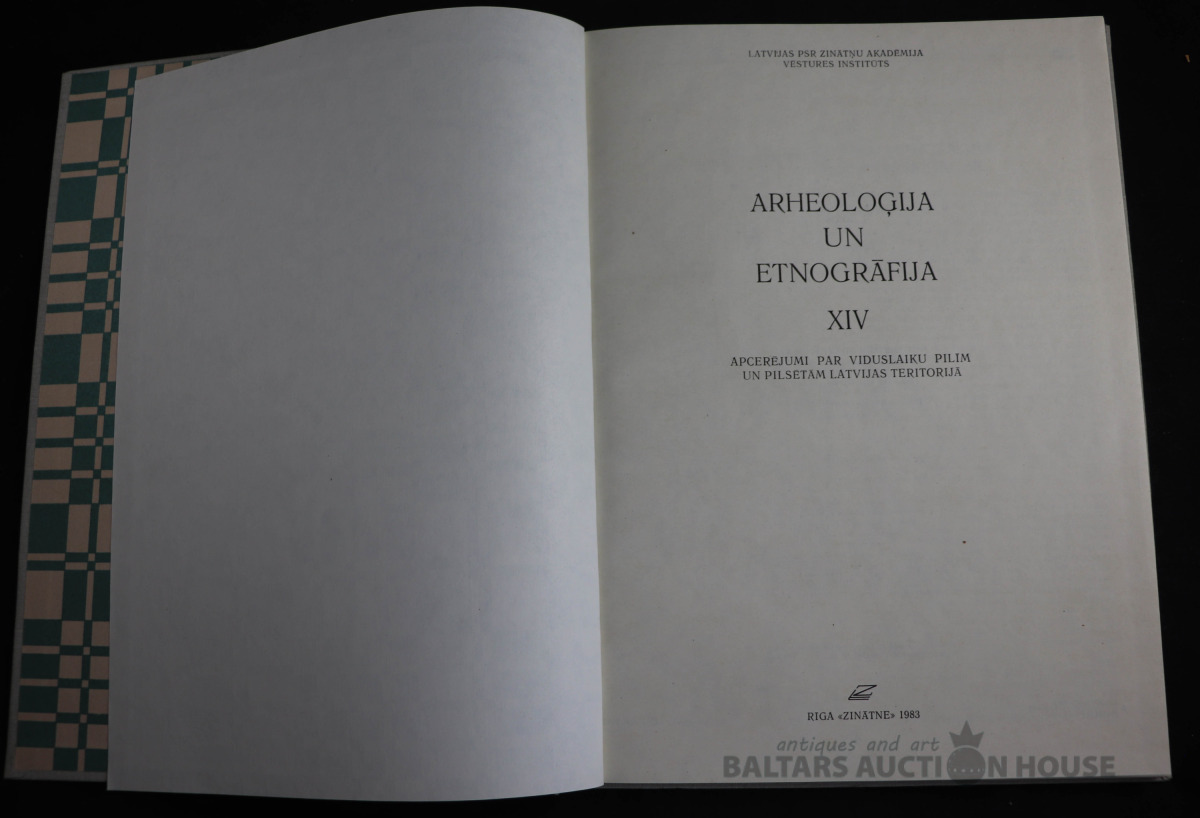 LATVIJAS PSR ZINĀTŅU AKADĒMIJA
VĒSTURES INSTITŪTS
ARHEOLOĢIJA
UN
ETNOGRĀFIJA
XIV
APCERĒJUMI PAR VIDUSLAIKU PILĪM
UN PILSĒTĀM LATVIJAS TERITORIJĀ
RĪGA «ZINĀTNE» 1983
antiques and art
BALTARS AUCTION HOUSE